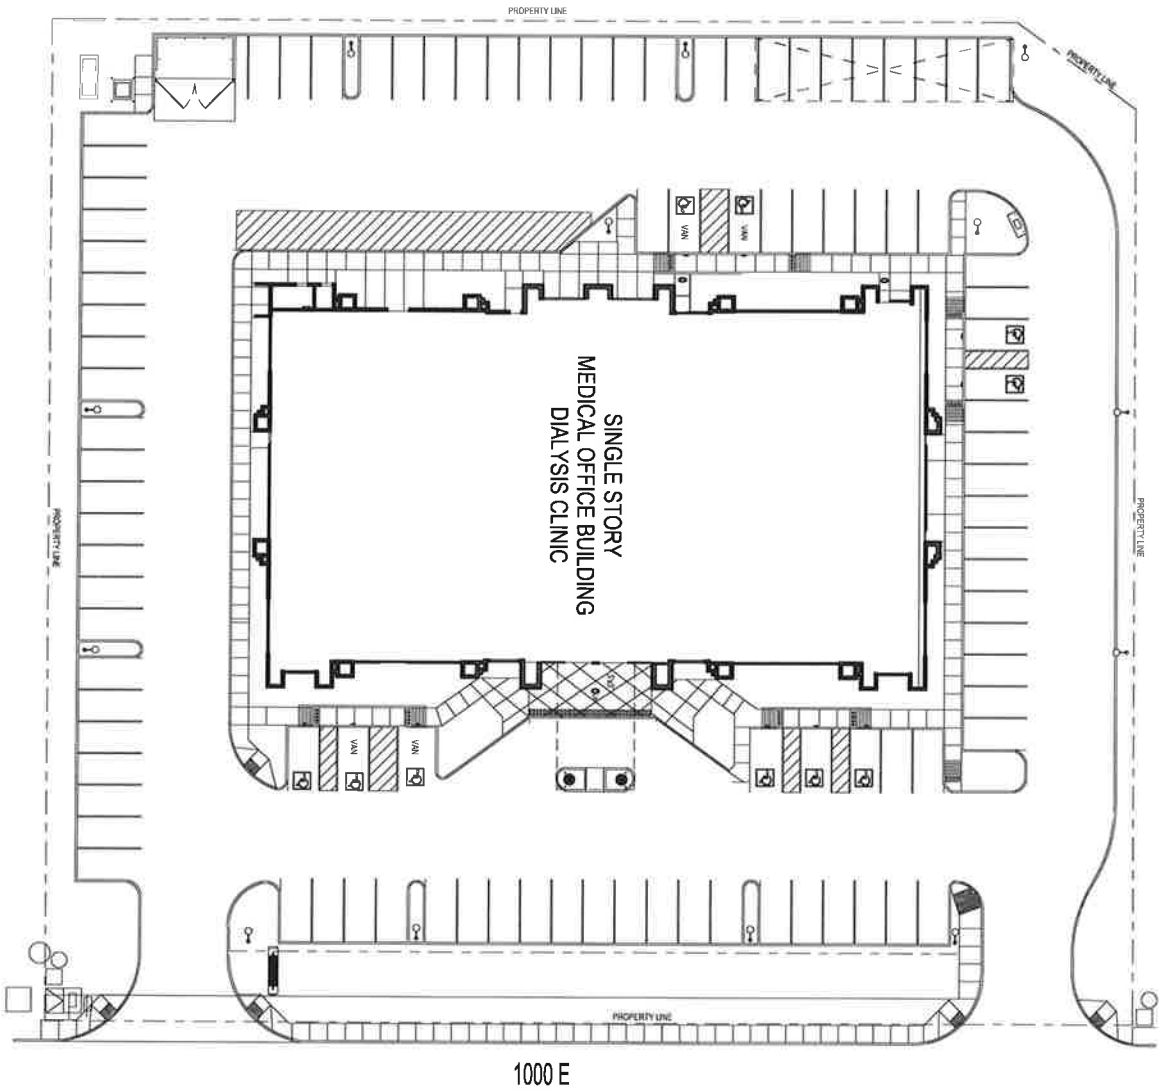 PROPERTY LINE
PROPERTY LINE
VAN
VAN
SINGLE STORY
MEDICAL OFFICE BUILDING
DIALYSIS CLINIC
PROPERTY LINE
PROPERTY LINE
VAN
VAN
PROPERTY LINE
1000 E